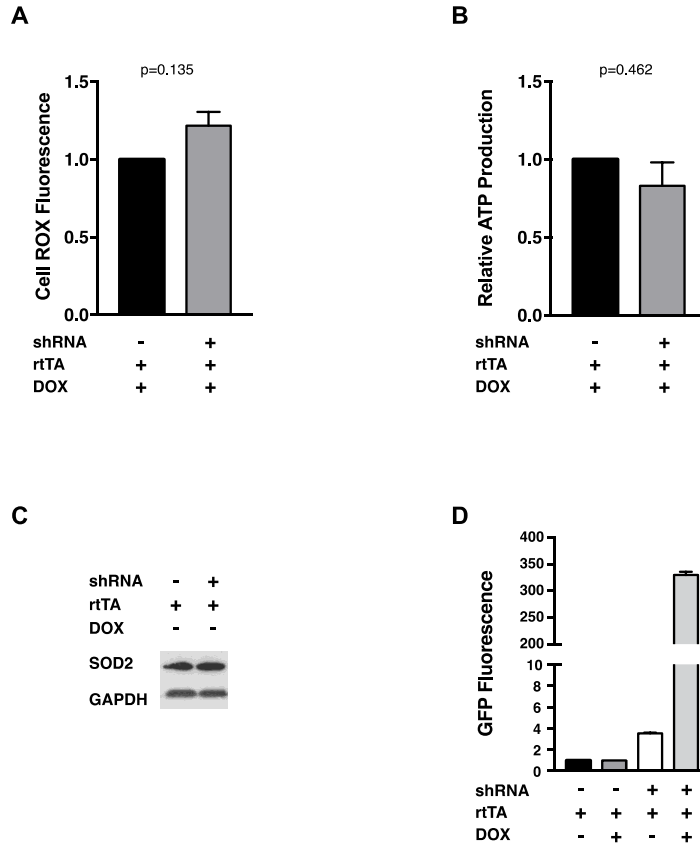 A
p=0.135
Cell ROX Fluorescence
1.5
1.0
0.5
0.0
shRNA - +
rtTA + +
DOX + +
B
p=0.462
Relative ATP Production
1.5
1.0
0.5
0.0
shRNA - +
rtTA + +
DOX + +
C
shRNA - +
rtTA + +
DOX - -
SOD2
GAPDH
D
GFP Fluorescence
400
350
300
250
200
10
8
6
4
2
0
shRNA - - + +
rtTA + + + +
DOX - + - +